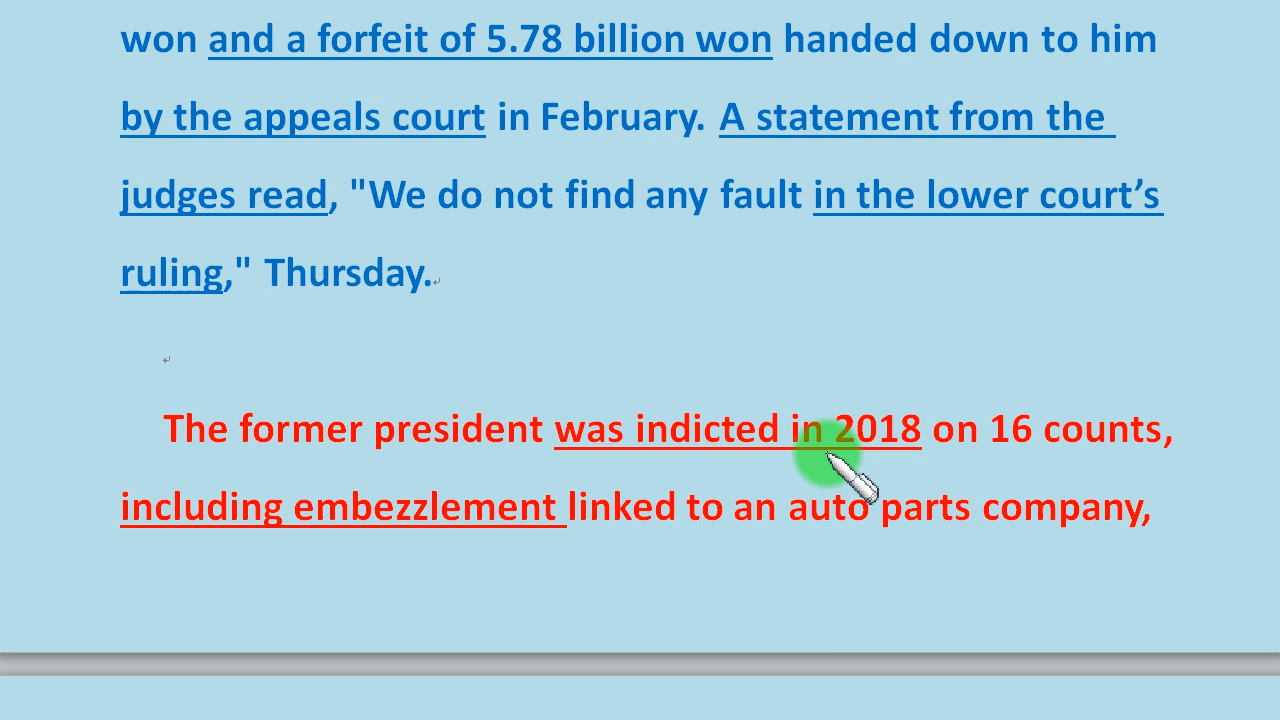 won and a forfeit of 5.78 billion won handed down to him
by the appeals court in February. A statement from the
judges read, "We do not find any fault in the lower court’s
ruling," Thursday.
The former president was indicted in 2018 on 16 counts,
including embezzlement linked to an auto parts company,